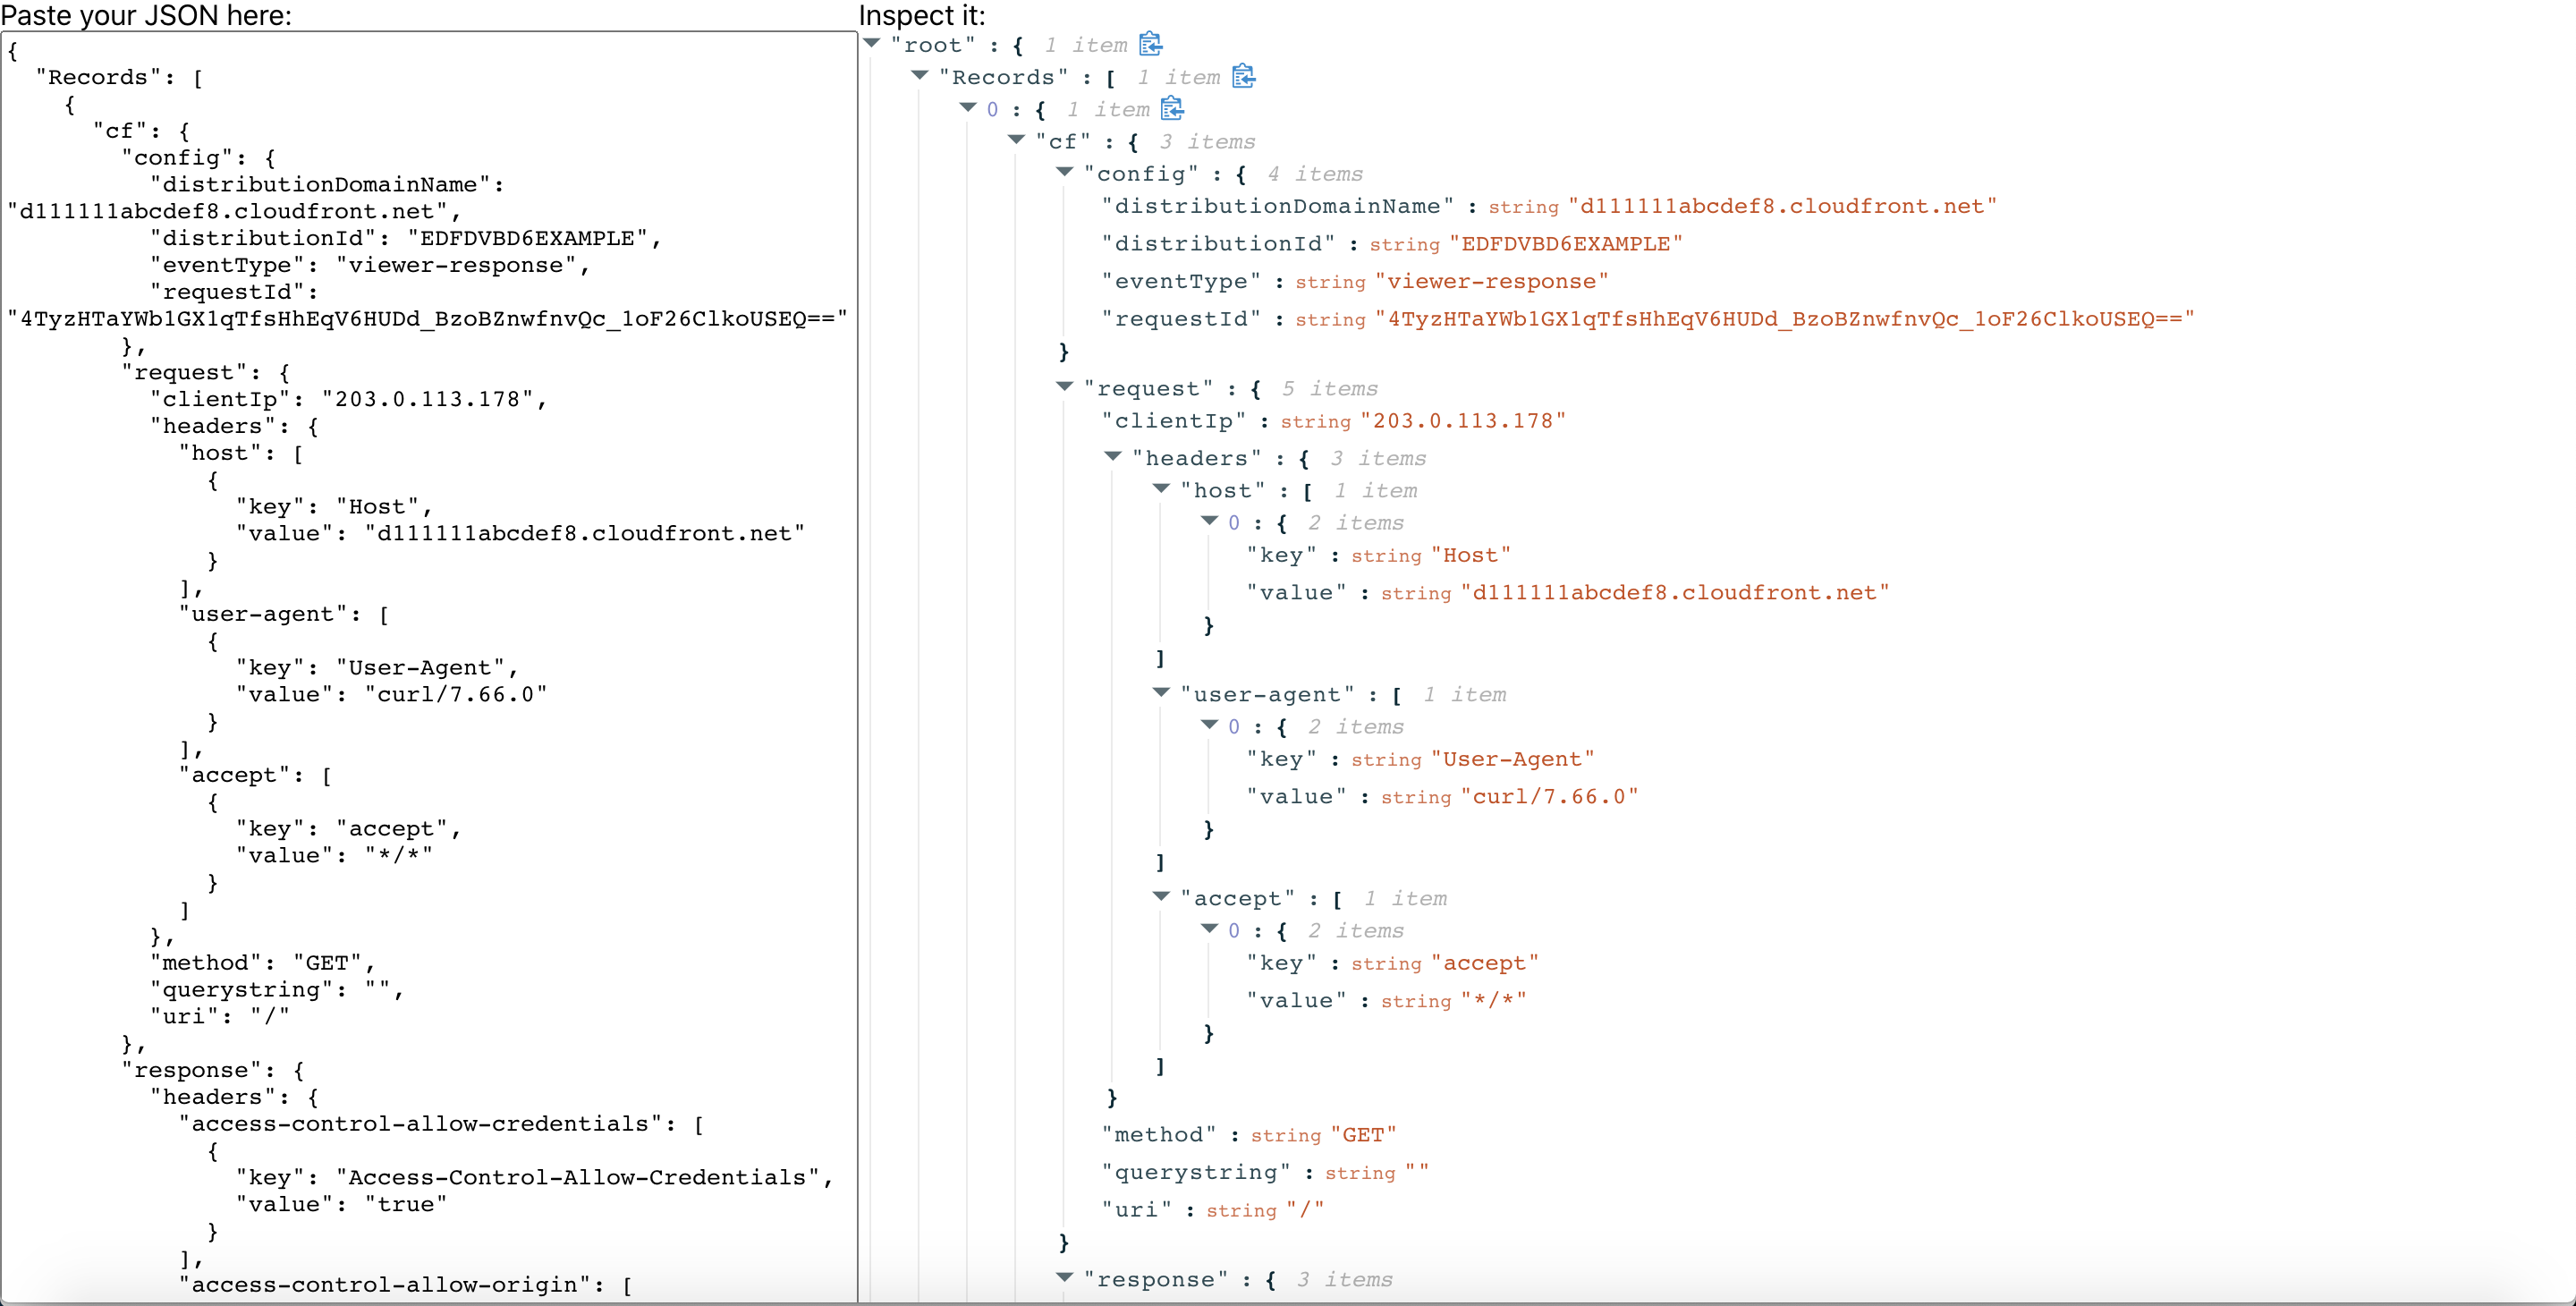 Paste your JSON here:
{
  "Records": [
    {
      "cf": {
        "config": {
          "distributionDomainName":
"d111111abcdef8.cloudfront.net",
          "distributionId": "EDFDVBD6EXAMPLE",
          "eventType": "viewer-response",
          "requestId":
"4TyzHTaYWb1GX1qTfsHhEqV6HUDd_BzoBZnwfnvQc_1oF26ClkoUSEQ=="
        },
        "request": {
          "clientIp": "203.0.113.178",
          "headers": {
            "host": [
              {
                "key": "Host",
                "value": "d111111abcdef8.cloudfront.net"
              }
            ],
            "user-agent": [
              {
                "key": "User-Agent",
                "value": "curl/7.66.0"
              }
            ],
            "accept": [
              {
                "key": "accept",
                "value": "*/*"
              }
            ]
          },
          "method": "GET",
          "querystring": "",
          "uri": "/"
        },
        "response": {
          "headers": {
            "access-control-allow-credentials": [
              {
                "key": "Access-Control-Allow-Credentials",
                "value": "true"
              }
            ],
            "access-control-allow-origin": [
Inspect it:
"root" : { 1 item
"Records" : [ 1 item
0 : { 1 item
"cf" : { 3 items
"config" : { 4 items
"distributionDomainName" : string "d111111abcdef8.cloudfront.net"
"distributionId" : string "EDFDVBD6EXAMPLE"
"eventType" : string "viewer-response"
"requestId" : string "4TyzHTaYWb1GX1qTfsHhEqV6HUDd_BzoBZnwfnvQc_1oF26ClkoUSEQ=="
}
"request" : { 5 items
"clientIp" : string "203.0.113.178"
"headers" : { 3 items
"host" : [ 1 item
0 : { 2 items
"key" : string "Host"
"value" : string "d111111abcdef8.cloudfront.net"
}
]
"user-agent" : [ 1 item
0 : { 2 items
"key" : string "User-Agent"
"value" : string "curl/7.66.0"
}
]
"accept" : [ 1 item
0 : { 2 items
"key" : string "accept"
"value" : string "*/*"
}
]
}
"method" : string "GET"
"querystring" : string ""
"uri" : string "/"
}
"response" : { 3 items